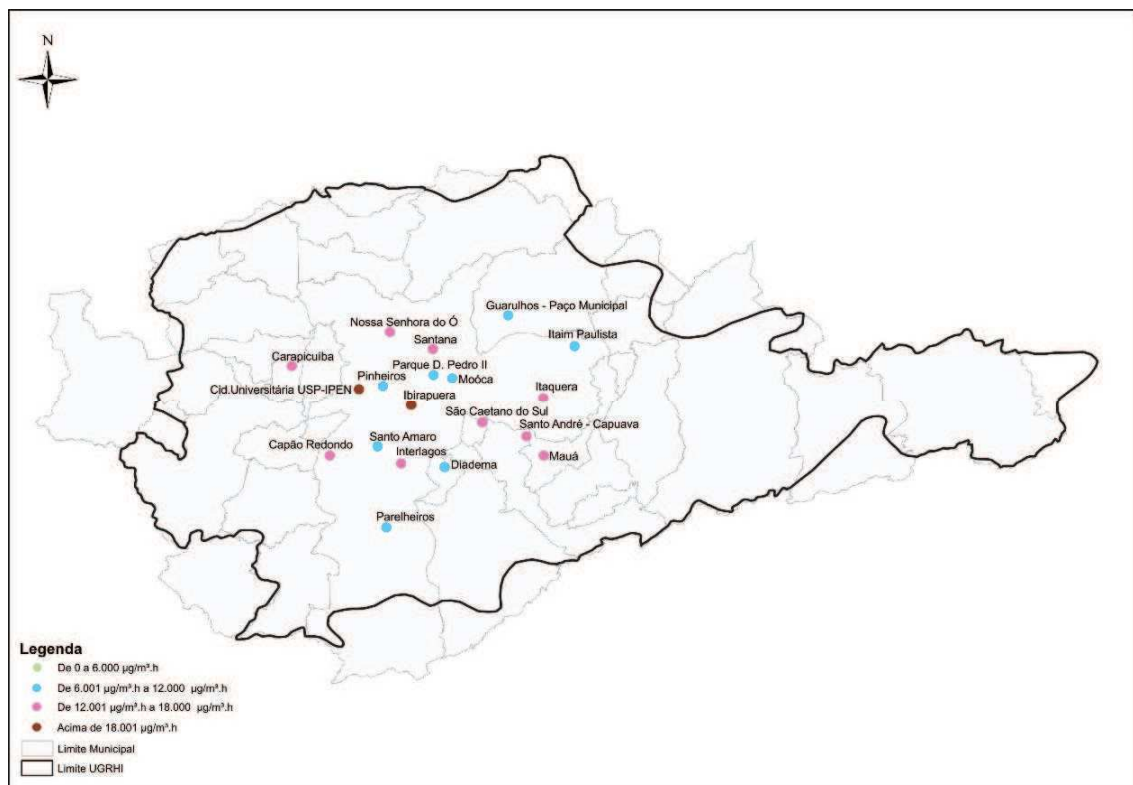 N
Guarulhos - Paço Municipal
Nossa Senhora do Ó
Itaim Paulista
Santana
Carapicuiba
Parque D. Pedro II
Pinheiros
Moôca
Cid.Universitária USP-IPEN
Ibirapuera
Itaquera
São Caetano do Sul
Santo André - Capuava
Santo Amaro
Capão Redondo
Interlagos
Mauá
Diadema
Parelheiros
Legenda
De 0 a 6.000 µg/m³.h
De 6.001 µg/m³.h a 12.000 µg/m³.h
De 12.001 µg/m³.h a 18.000 µg/m³.h
Acima de 18.001 µg/m³.h
Limite Municipal
Limite UGRHI